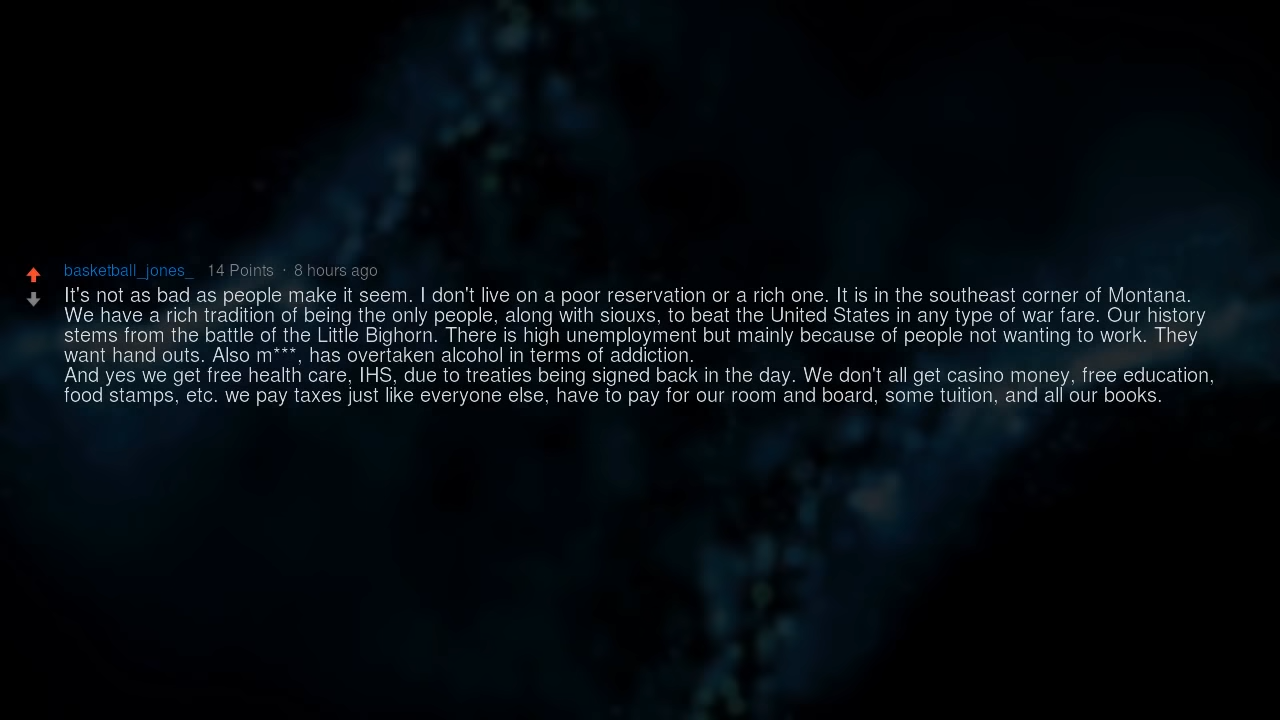 basketball_jones_ 14 Points · 8 hours ago
It's not as bad as people make it seem. I don't live on a poor reservation or a rich one. It is in the southeast corner of Montana.
We have a rich tradition of being the only people, along with siouxs, to beat the United States in any type of war fare. Our history
stems from the battle of the Little Bighorn. There is high unemployment but mainly because of people not wanting to work. They
want hand outs. Also m***, has overtaken alcohol in terms of addiction.
And yes we get free health care, IHS, due to treaties being signed back in the day. We don't all get casino money, free education,
food stamps, etc. we pay taxes just like everyone else, have to pay for our room and board, some tuition, and all our books.